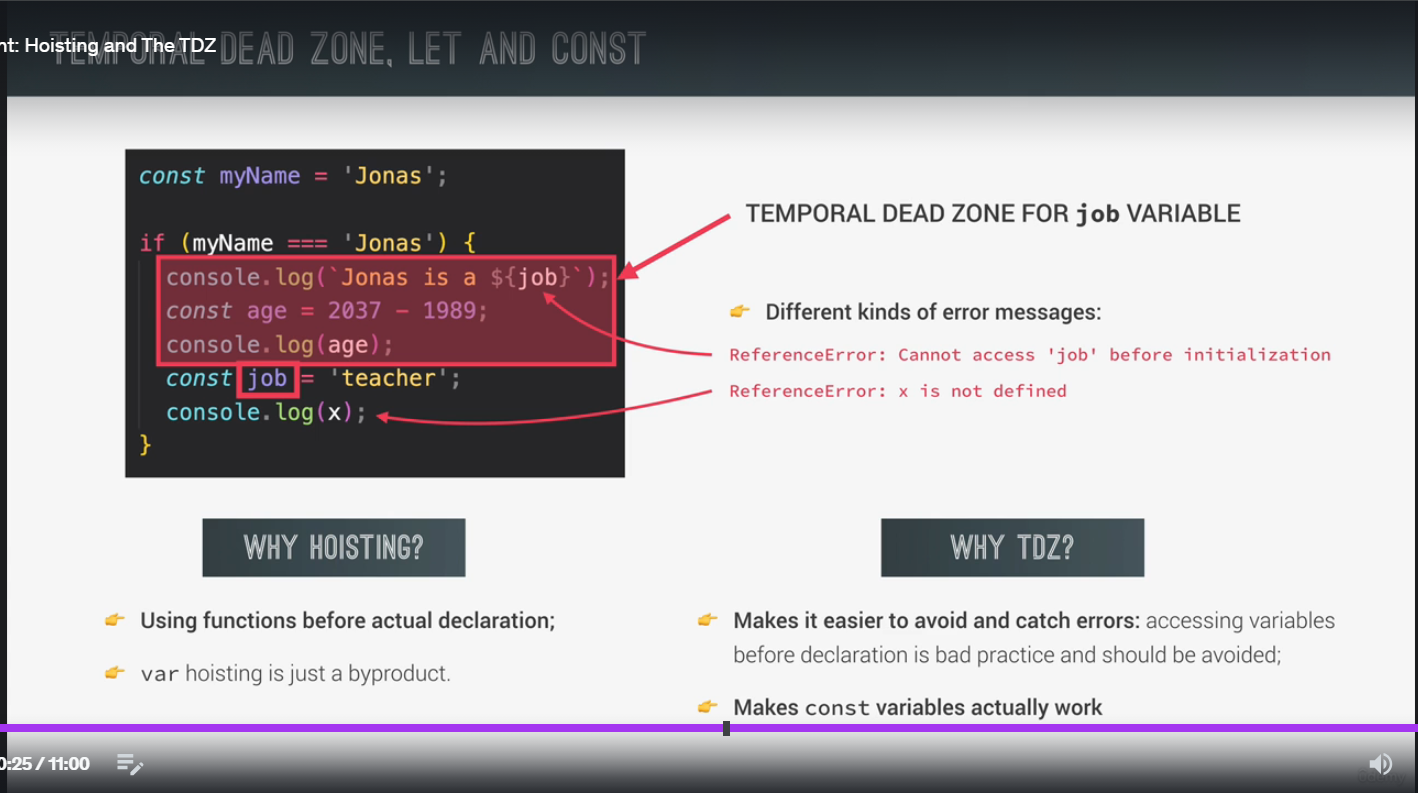 nt: Hoisting and The TDZ
TEMPORAL DEAD ZONE, LET AND CONST
const myName = 'Jonas';
if (myName === 'Jonas') {
console.log(`Jonas is a ${job}`);
const age = 2037 - 1989;
console.log(age);
const job = 'teacher';
console.log(x);
}
TEMPORAL DEAD ZONE FOR job VARIABLE
👉 Different kinds of error messages:
ReferenceError: Cannot access 'job' before initialization
ReferenceError: x is not defined
WHY HOISTING?
👉 Using functions before actual declaration;
👉 var hoisting is just a byproduct.
WHY TDZ?
👉 Makes it easier to avoid and catch errors: accessing variables
before declaration is bad practice and should be avoided;
👉 Makes const variables actually work
0:25 / 11:00